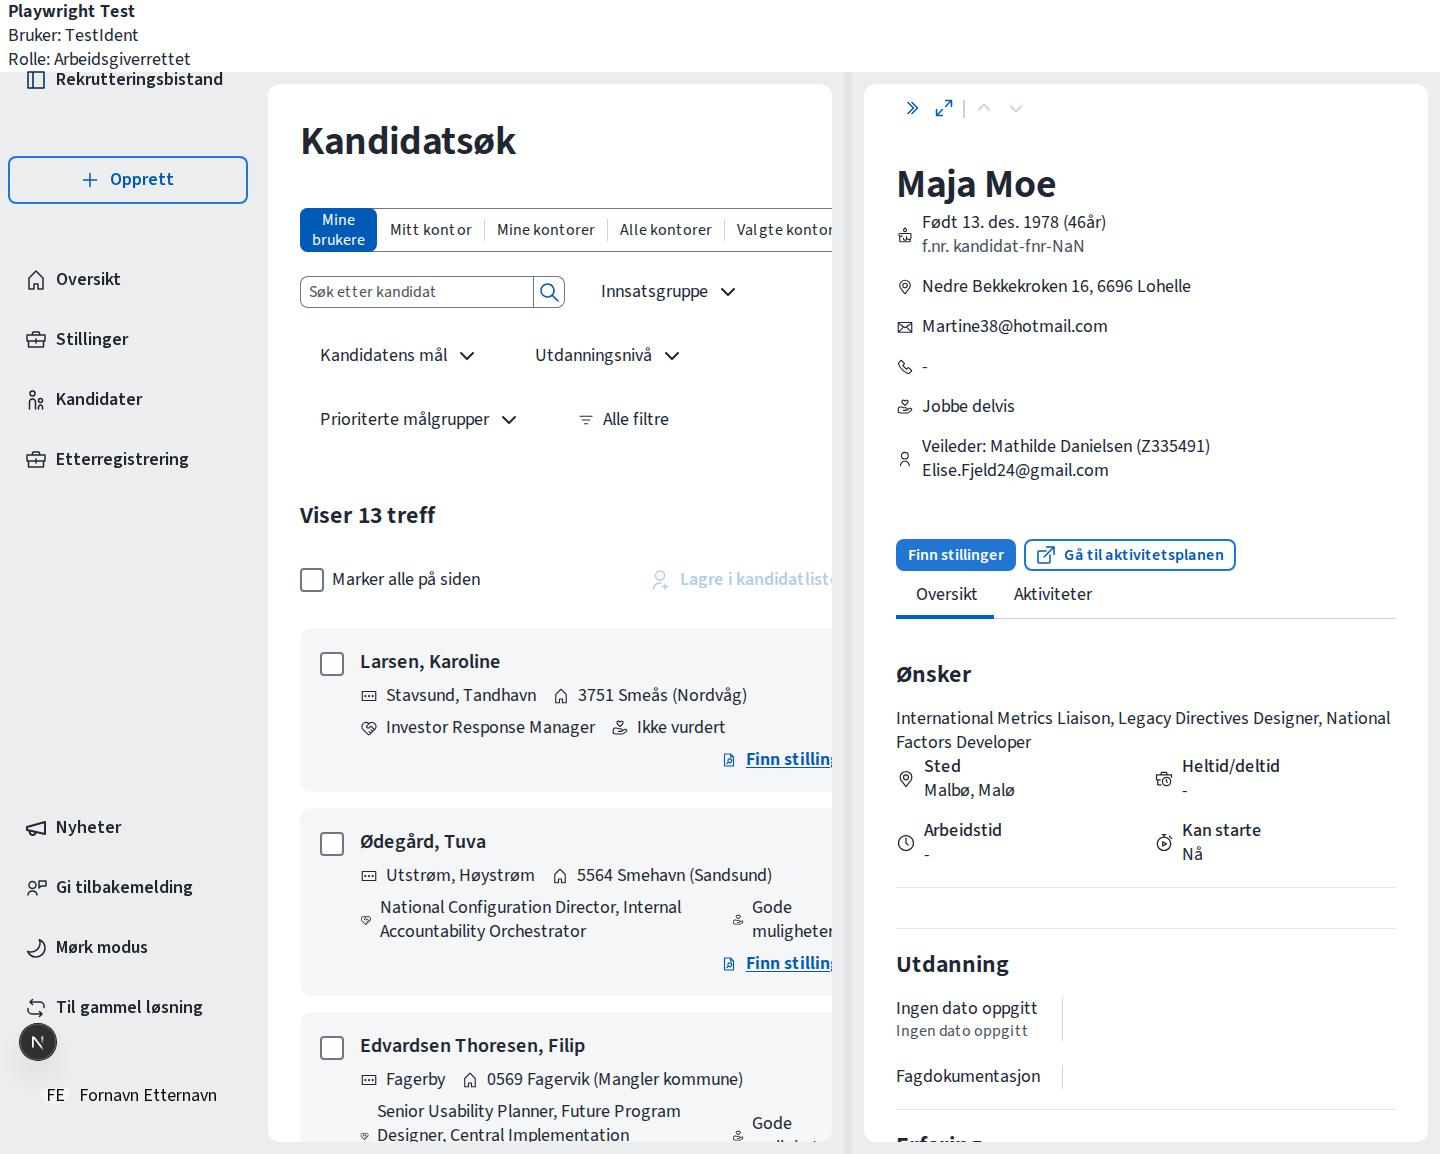 Playwright Test
Bruker: TestIdent
Rolle: Arbeidsgiverrettet
Rekrutteringsbistand
Opprett
Oversikt
Stillinger
Kandidater
Etterregistrering
Nyheter
Gi tilbakemelding
Mørk modus
Til gammel løsning
N
FE Fornavn Etternavn
Kandidatsøk
Mine brukere
Mitt kontor
Mine kontorer
Alle kontorer
Valgte kontor
Søk etter kandidat
Innsatsgruppe
Kandidatens mål
Utdanningsnivå
Prioriterte målgrupper
Alle filtre
Viser 13 treff
Marker alle på siden
Lagre i kandidatliste
Larsen, Karoline
Stavsund, Tandhavn
3751 Smeås (Nordvåg)
Investor Response Manager
Ikke vurdert
Finn stilling
Ødegård, Tuva
Utstrøm, Høystrøm
5564 Smehavn (Sandsund)
National Configuration Director, Internal
Accountability Orchestrator
Gode
muligheter
Finn stilling
Edvardsen Thoresen, Filip
Fagerby
0569 Fagervik (Mangler kommune)
Senior Usability Planner, Future Program
Designer, Central Implementation
Gode
Maja Moe
Født 13. des. 1978 (46år)
f.nr. kandidat-fnr-NaN
Nedre Bekkekroken 16, 6696 Lohelle
Martine38@hotmail.com
-
Jobbe delvis
Veileder: Mathilde Danielsen (Z335491)
Elise.Fjeld24@gmail.com
Finn stillinger
Gå til aktivitetsplanen
Oversikt
Aktiviteter
Ønsker
International Metrics Liaison, Legacy Directives Designer, National
Factors Developer
Sted
Malbø, Malø
Heltid/deltid
-
Arbeidstid
-
Kan starte
Nå
Utdanning
Ingen dato oppgitt
Ingen dato oppgitt
Fagdokumentasjon
Erfaring